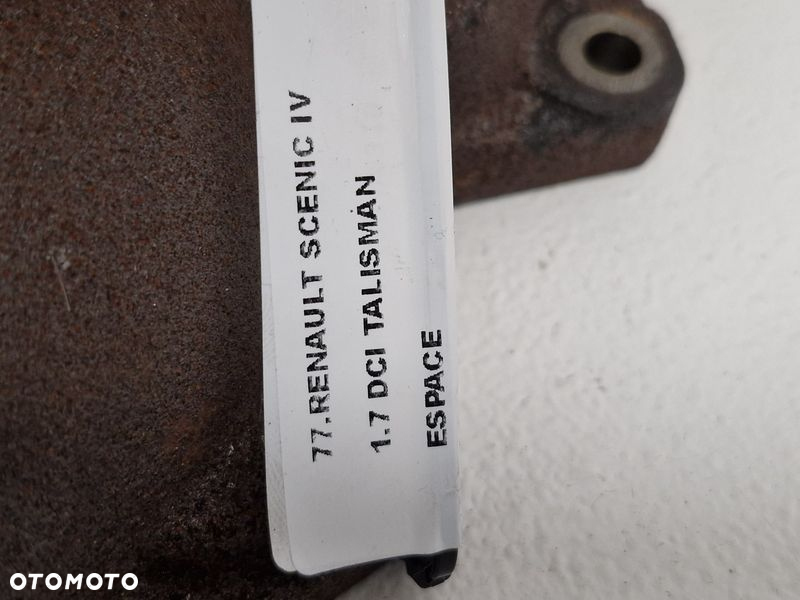 77.RENAULT SCENIC IV
1.7 DCI TALISMAN
ESPACE
OTOMOTO